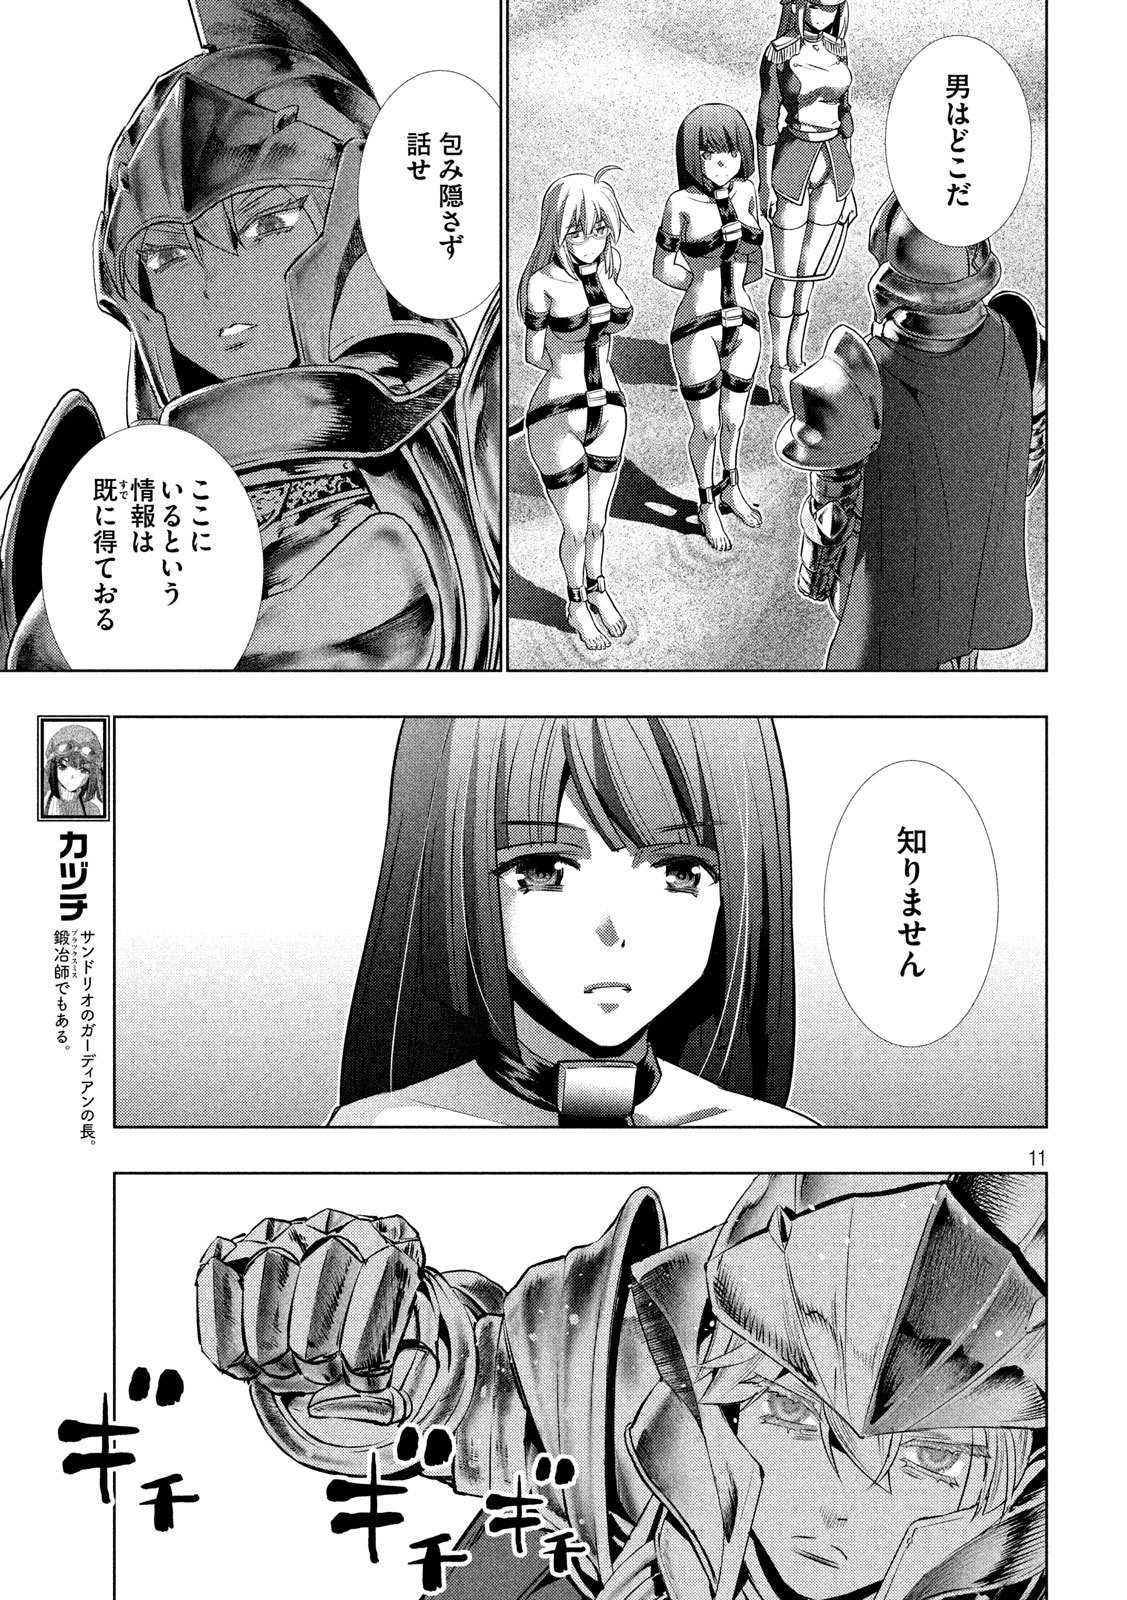 男はどこだ
包み隠さず
話せ
ここに
いるという
情報は
既に得ておる
すで
知りません
カヅチ
サンドリオのガーディアンの長。
鍛冶師でもある。
ブラックスミス
11
ギチ
ギチ
ギチ